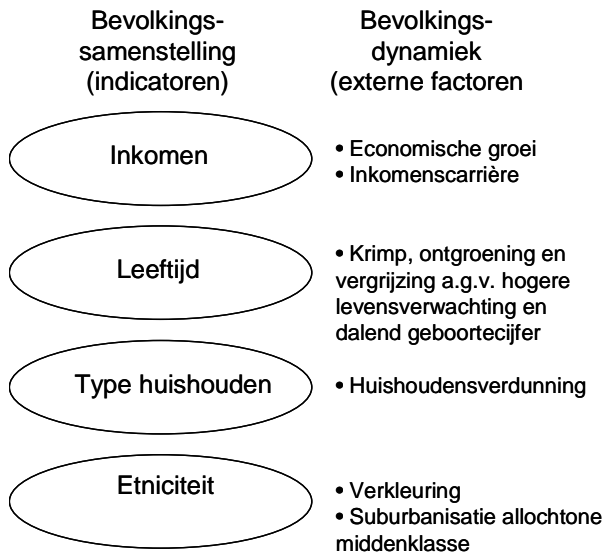 Bevolkings-
samenstelling
(indicatoren)
Bevolkings-
dynamiek
(externe factoren
Inkomen
• Economische groei
• Inkomenscarrière
Leeftijd
• Krimp, ontgroening en
vergrijzing a.g.v. hogere
levensverwachting en
dalend geboortecijfer
Type huishouden
• Huishoudensverdunning
Etniciteit
• Verkleuring
• Suburbanisatie allochtone
middenklasse